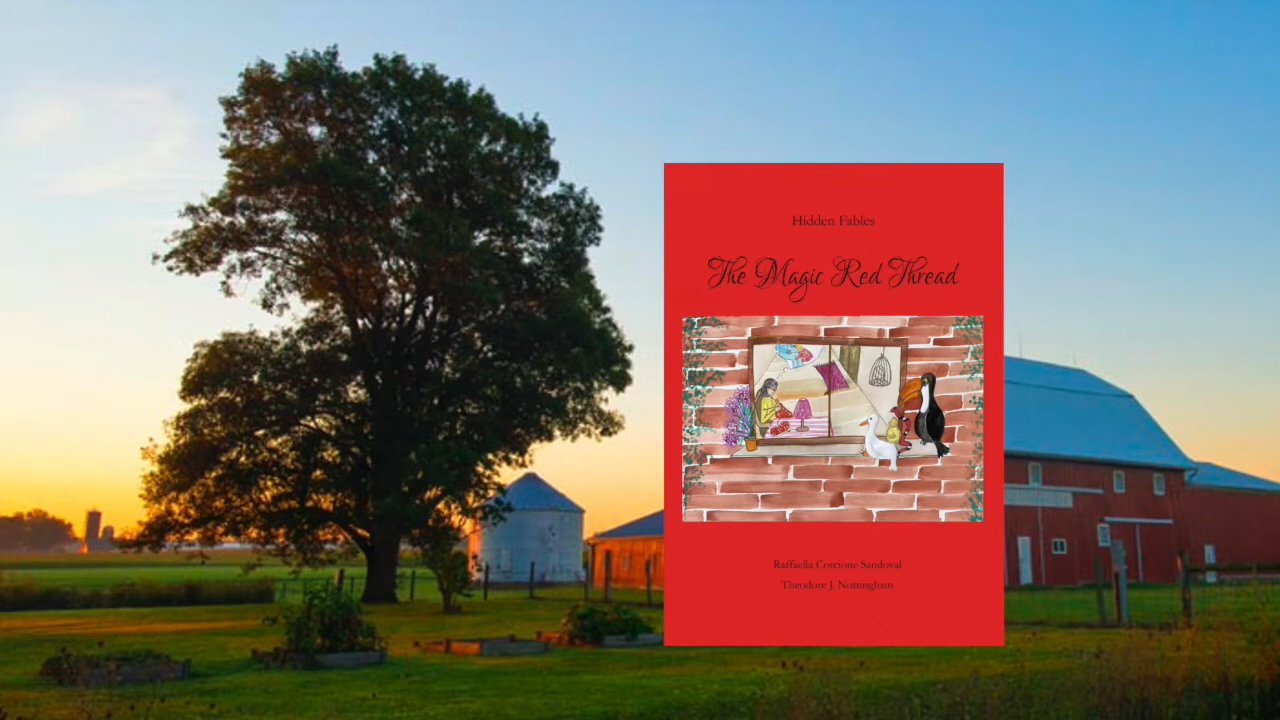 Hidden Fables
The Magic Red Thread
Raffaella Corcione Sandoval
Theodore J. Nottingham